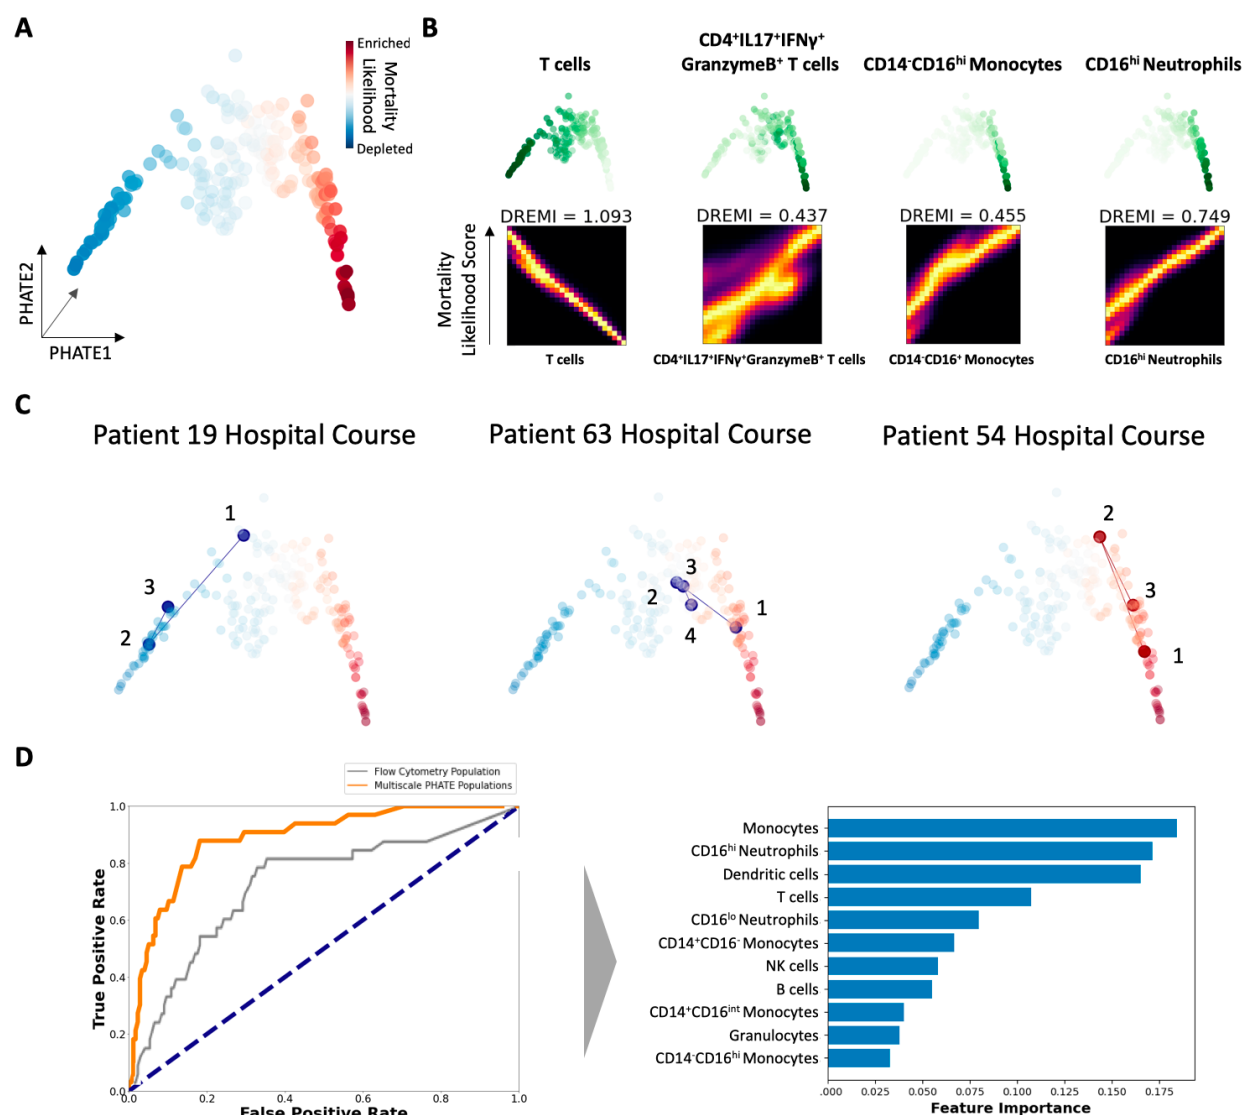 A
Enriched
Mortality
Likelihood
Depleted
PHATE2
PHATE1
B
T cells
CD4⁺IL17⁺IFNγ⁺
GranzymeB⁺ T cells
CD14⁻CD16ʰⁱ Monocytes
CD16ʰⁱ Neutrophils
DREMI = 1.093
DREMI = 0.437
DREMI = 0.455
DREMI = 0.749
Mortality
Likelihood Score
T cells
CD4⁺IL17⁺IFNγ⁺GranzymeB⁺ T cells
CD14⁻CD16⁺ Monocytes
CD16ʰⁱ Neutrophils
C
Patient 19 Hospital Course
1
3
2
Patient 63 Hospital Course
3
2
1
4
Patient 54 Hospital Course
2
3
1
D
Flow Cytometry Population
Multiscale PHATE Populations
1.0
0.8
0.6
0.4
0.2
0.0
True Positive Rate
0.0 0.2 0.4 0.6 0.8 1.0
False Positive Rate
Monocytes
CD16ʰⁱ Neutrophils
Dendritic cells
T cells
CD16ˡᵒ Neutrophils
CD14⁺CD16⁻ Monocytes
NK cells
B cells
CD14⁺CD16ⁱⁿᵗ Monocytes
Granulocytes
CD14⁻CD16ʰⁱ Monocytes
.000 0.025 0.050 0.075 0.100 0.125 0.150 0.175
Feature Importance